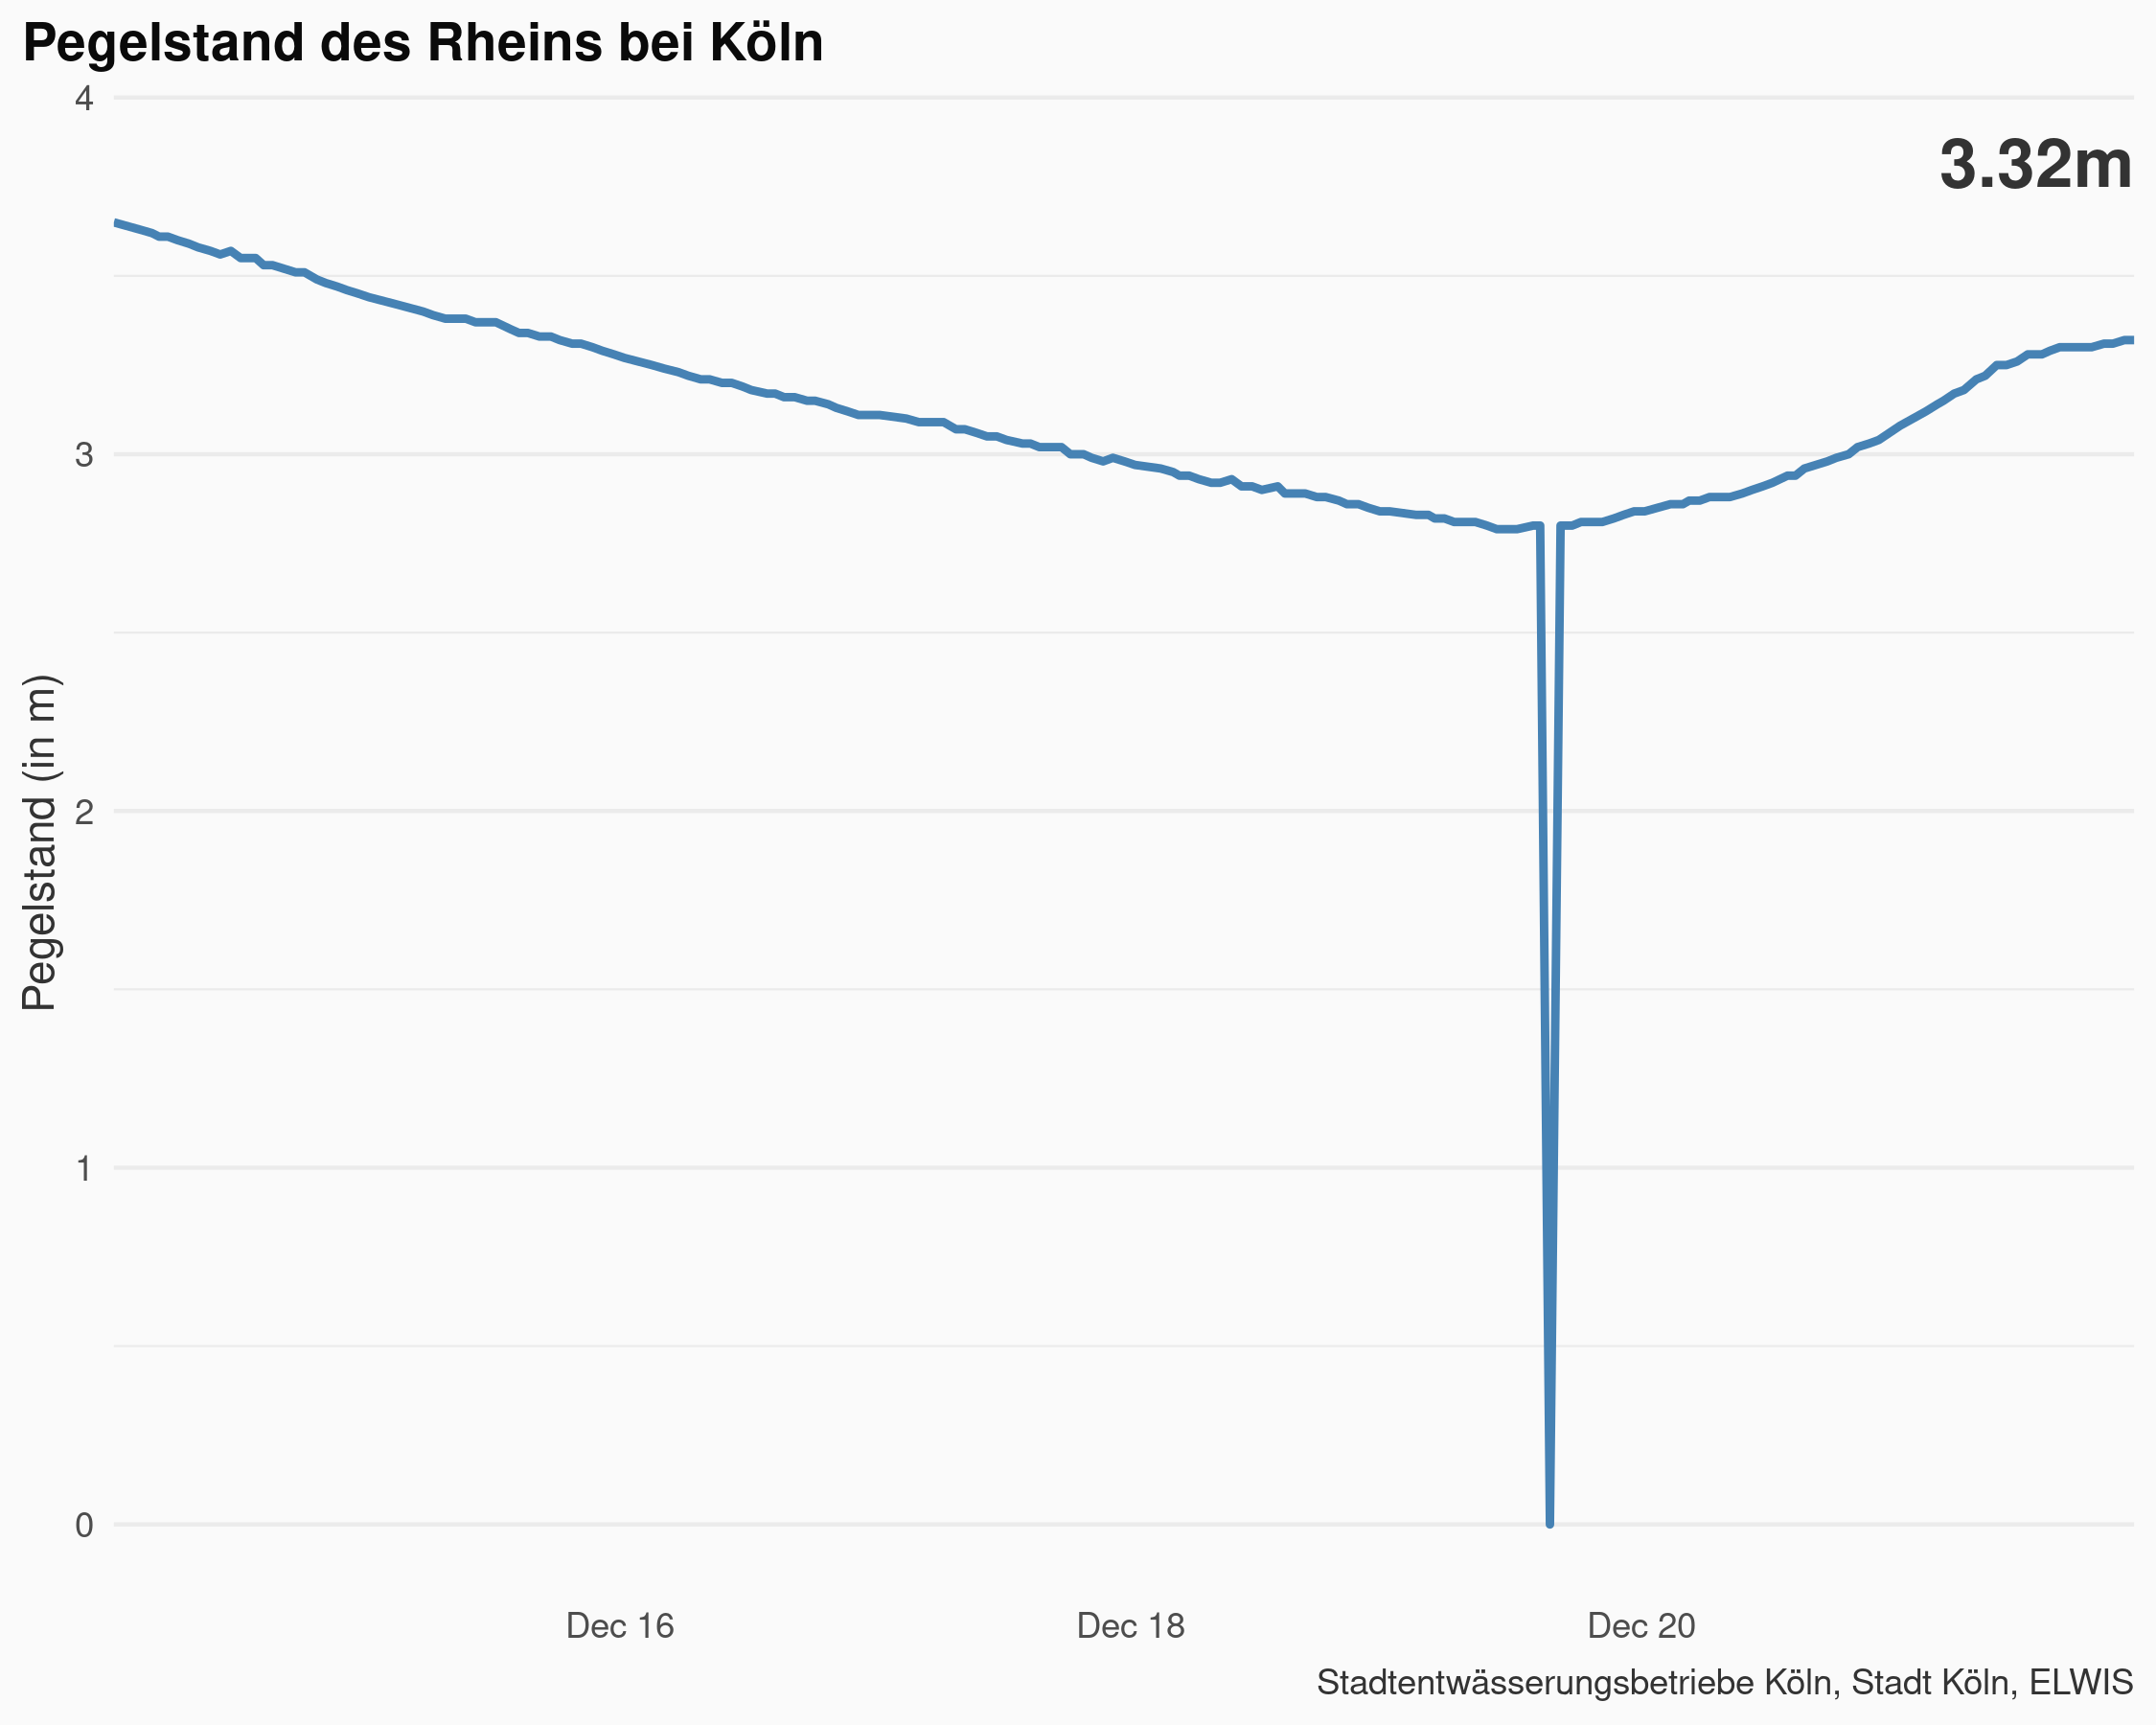 Pegelstand des Rheins bei Köln
4
3.32m
3
2
1
0
Pegelstand (in m)
Dec 16
Dec 18
Dec 20
Stadtentwässerungsbetriebe Köln, Stadt Köln, ELWIS